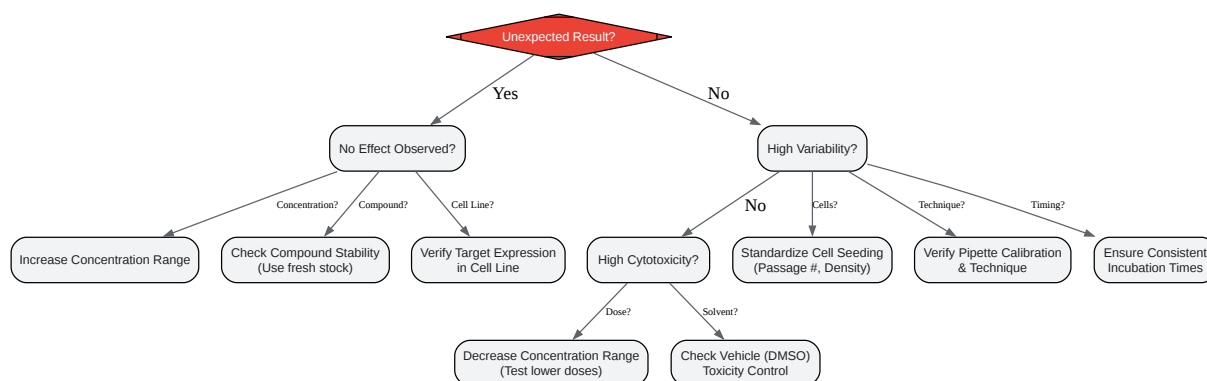 Unexpected Result?
Yes
No
No Effect Observed?
High Variability?
Concentration?
Compound?
Cell Line?
No
Cells?
Technique?
Timing?
Increase Concentration Range
Check Compound Stability
(Use fresh stock)
Verify Target Expression
in Cell Line
High Cytotoxicity?
Standardize Cell Seeding
(Passage #, Density)
Verify Pipette Calibration
& Technique
Ensure Consistent
Incubation Times
Dose?
Solvent?
Decrease Concentration Range
(Test lower doses)
Check Vehicle (DMSO)
Toxicity Control